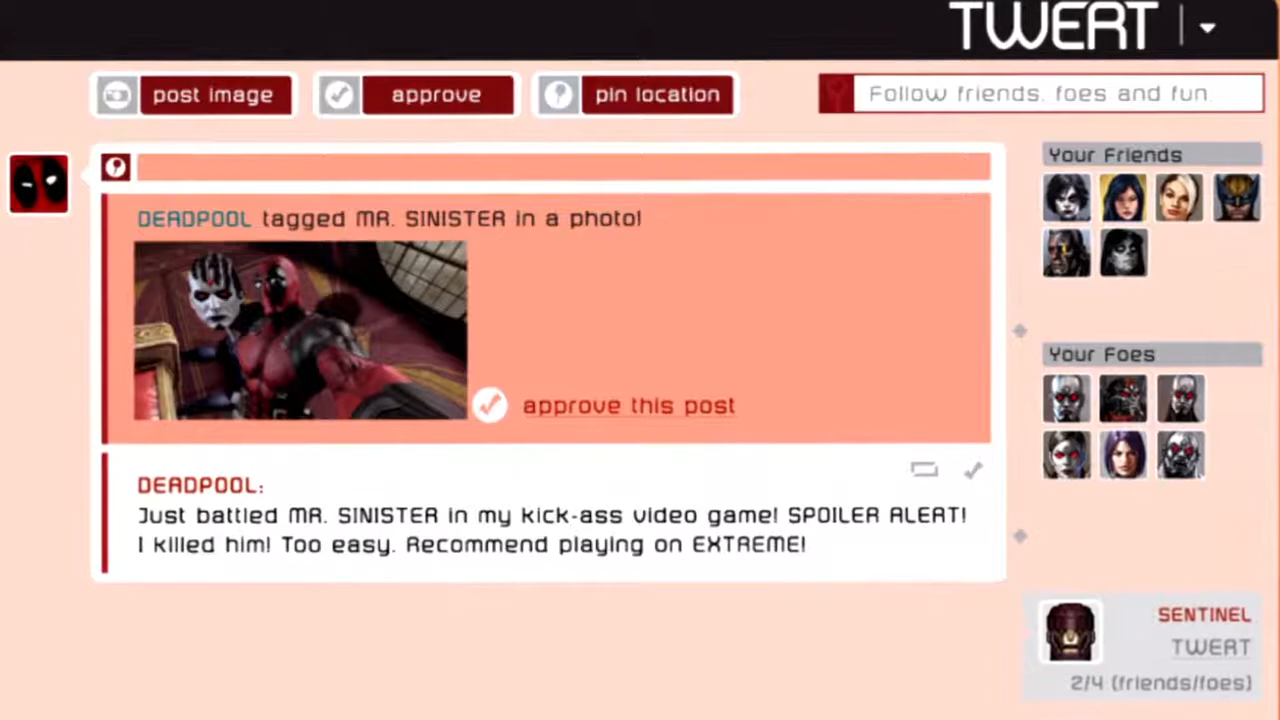 TWERT
post image
approve
pin location
Follow friends, foes and fun.
DEADPOOL tagged MR. SINISTER in a photo!
approve this post
DEADPOOL:
Just battled MR. SINISTER in my kick-ass video game! SPOILER ALERT!
I killed him! Too easy. Recommend playing on EXTREME!
Your Friends
Your Foes
SENTINEL
TWERT
2/4 (friends/foes)